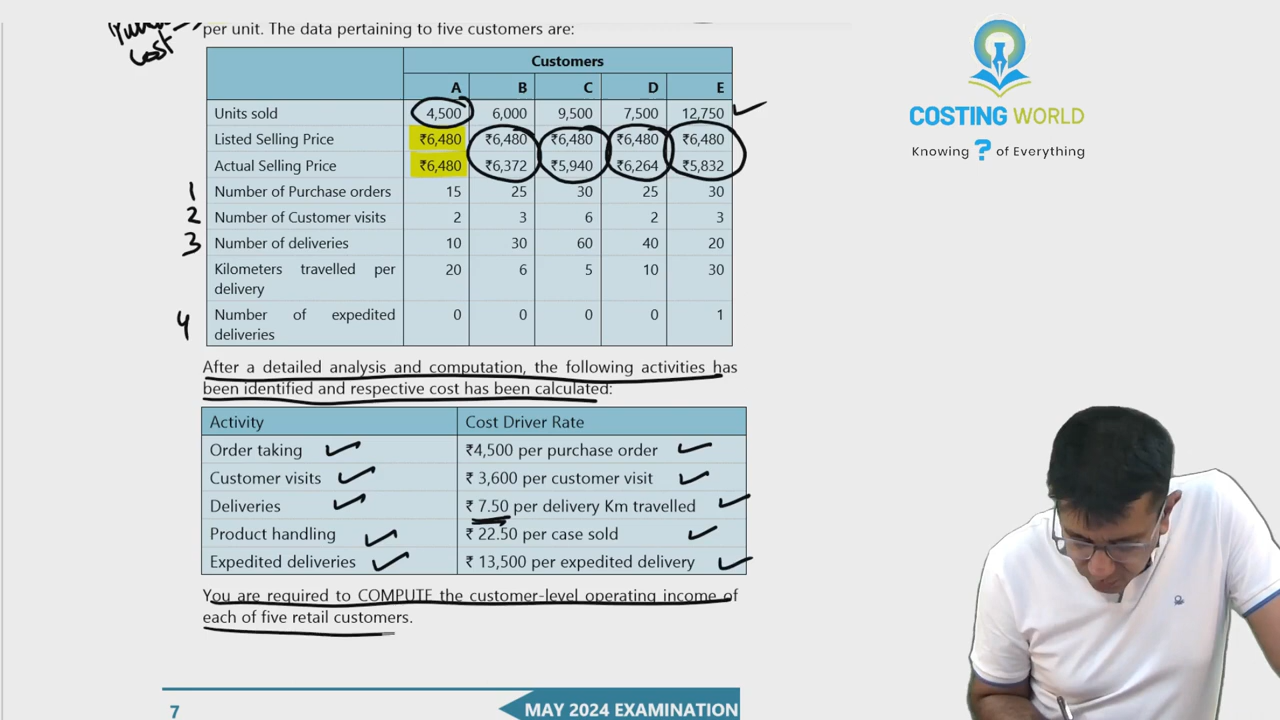 Purchase
cost
per unit. The data pertaining to five customers are:
Customers
A B C D E
Units sold 4,500 6,000 9,500 7,500 12,750
Listed Selling Price ₹6,480 ₹6,480 ₹6,480 ₹6,480 ₹6,480
Actual Selling Price ₹6,480 ₹6,372 ₹5,940 ₹6,264 ₹5,832
1 Number of Purchase orders 15 25 30 25 30
2 Number of Customer visits 2 3 6 2 3
3 Number of deliveries 10 30 60 40 20
Kilometers travelled per 20 6 5 10 30
delivery
4 Number of expedited 0 0 0 0 1
deliveries
After a detailed analysis and computation, the following activities has
been identified and respective cost has been calculated:
Activity Cost Driver Rate
Order taking ₹4,500 per purchase order
Customer visits ₹ 3,600 per customer visit
Deliveries ₹ 7.50 per delivery Km travelled
Product handling ₹ 22.50 per case sold
Expedited deliveries ₹ 13,500 per expedited delivery
You are required to COMPUTE the customer-level operating income of
each of five retail customers.
7 MAY 2024 EXAMINATION
COSTING WORLD
Knowing ? of Everything